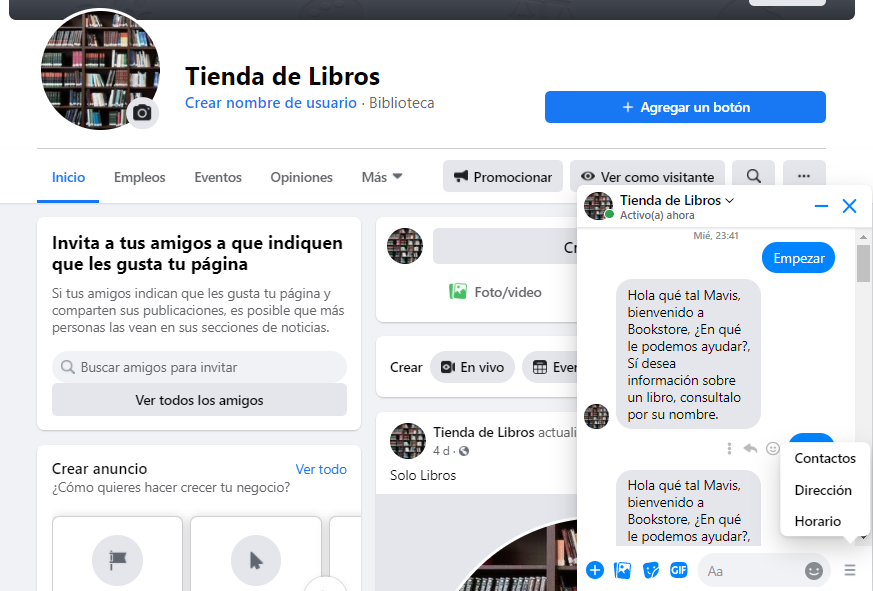 Tienda de Libros
Crear nombre de usuario · Biblioteca
+ Agregar un botón
Inicio
Empleos
Eventos
Opiniones
Más
Promocionar
Ver como visitante
Invita a tus amigos a que indiquen
que les gusta tu página
Si tus amigos indican que les gusta tu página y
comparten sus publicaciones, es posible que más
personas las vean en sus secciones de noticias.
Buscar amigos para invitar
Ver todos los amigos
Crear anuncio
Ver todo
¿Cómo quieres hacer crecer tu negocio?
Foto/video
Crear
En vivo
Tienda de Libros
4 d ·
Solo Libros
Tienda de Libros
Activo(a) ahora
Mié, 23:41
Empezar
Hola qué tal Mavis,
bienvenido a
Bookstore, ¿En qué
le podemos ayudar?,
Sí desea
información sobre
un libro, consultalo
por su nombre.
Hola qué tal Mavis,
bienvenido a
Bookstore, ¿En qué
le podemos ayudar?,
Contactos
Dirección
Horario
GIF
Aa